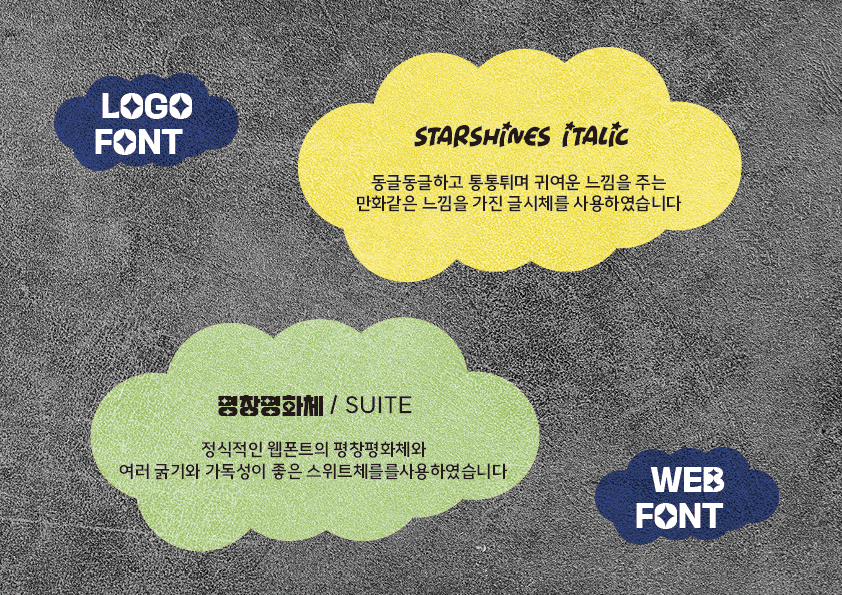 LOGO
FONT
STARSHINES ITALIC
동글동글하고 통통튀며 귀여운 느낌을 주는
만화같은 느낌을 가진 글시체를 사용하였습니다
평창평화체 / SUITE
정식적인 웹폰트의 평창평화체와
여러 굵기와 가독성이 좋은 스위트체를를사용하였습니다
WEB
FONT